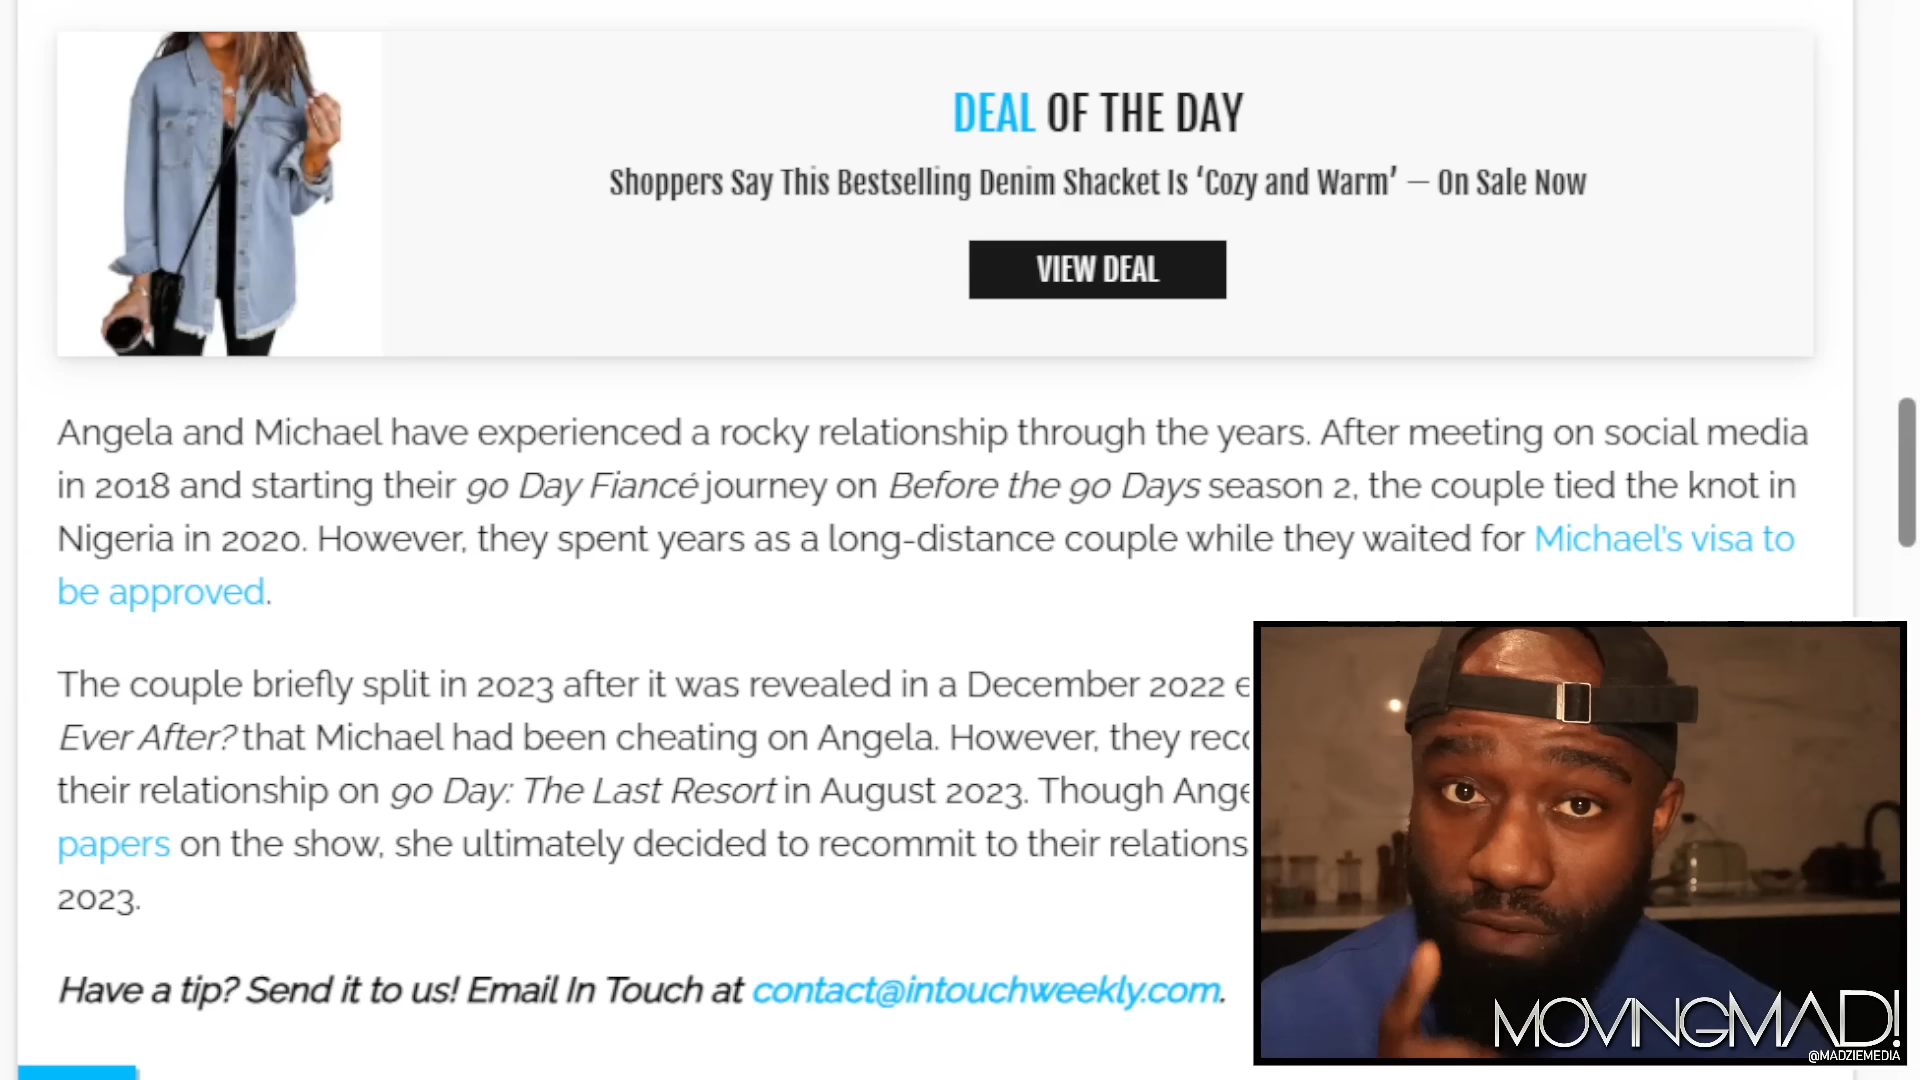 DEAL OF THE DAY
Shoppers Say This Bestselling Denim Shacket Is ‘Cozy and Warm’ — On Sale Now
VIEW DEAL
Angela and Michael have experienced a rocky relationship through the years. After meeting on social media
in 2018 and starting their 90 Day Fiancé journey on Before the 90 Days season 2, the couple tied the knot in
Nigeria in 2020. However, they spent years as a long-distance couple while they waited for Michael’s visa to
be approved.
The couple briefly split in 2023 after it was revealed in a December 2022
Ever After? that Michael had been cheating on Angela. However, they
their relationship on 90 Day: The Last Resort in August 2023. Though
papers on the show, she ultimately decided to recommit to their
2023.
Have a tip? Send it to us! Email In Touch at contact@intouchweekly.com.
MOVINGMAD!
@MADZIEMEDIA